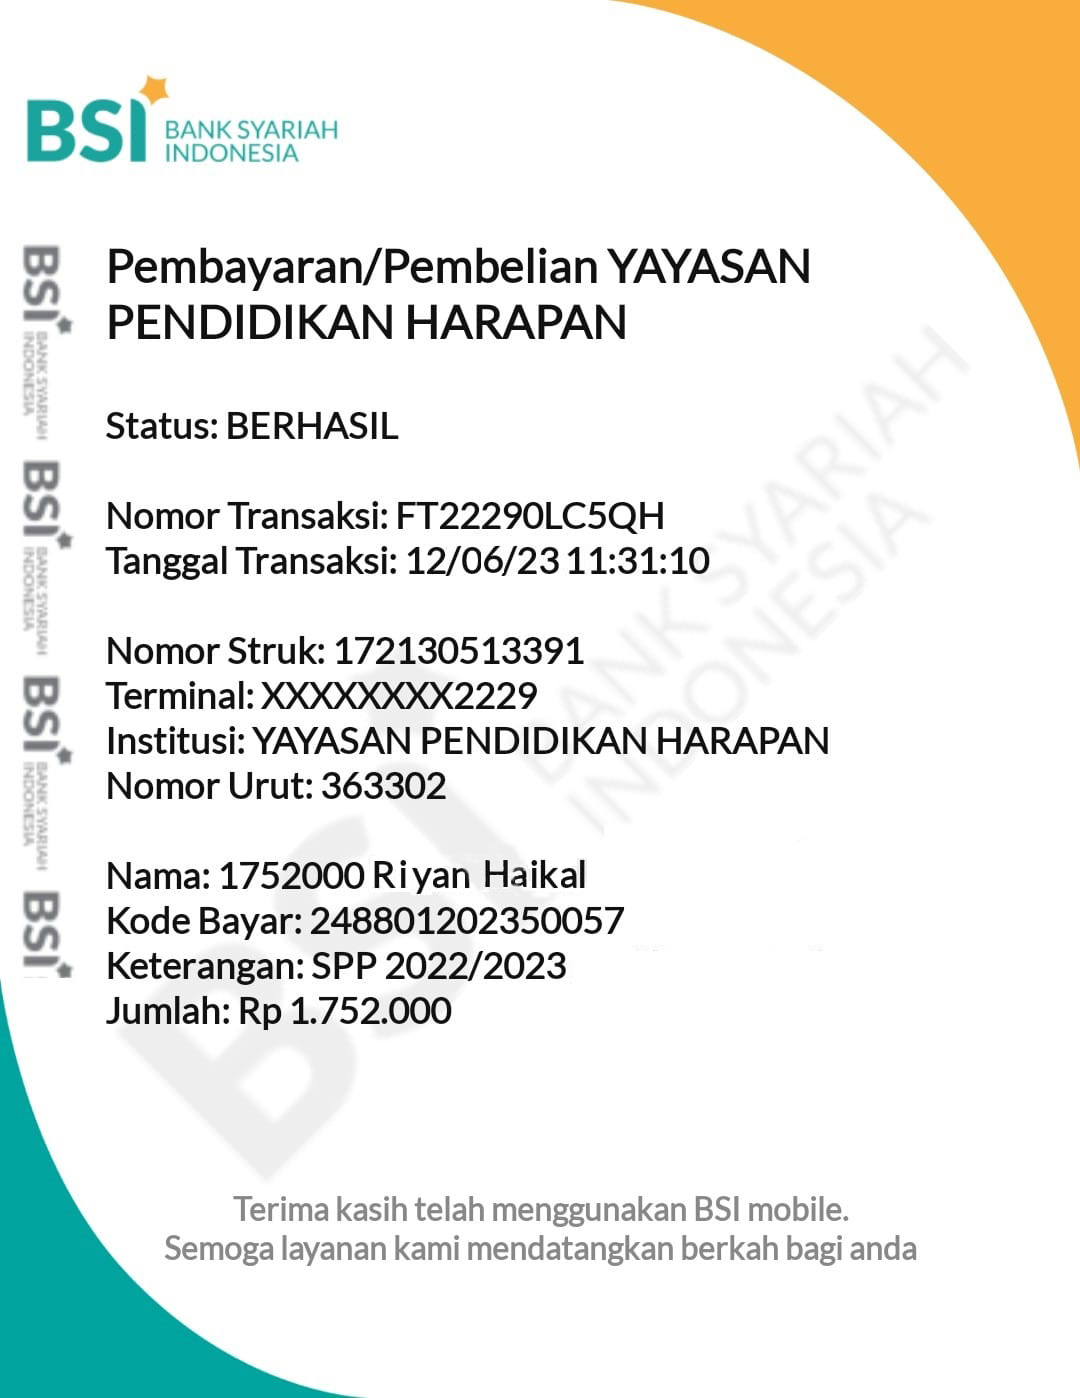 BSI BANK SYARIAH
INDONESIA
Pembayaran/Pembelian YAYASAN
PENDIDIKAN HARAPAN
Status: BERHASIL
Nomor Transaksi: FT22290LC5QH
Tanggal Transaksi: 12/06/23 11:31:10
Nomor Struk: 172130513391
Terminal: XXXXXXXX2229
Institusi: YAYASAN PENDIDIKAN HARAPAN
Nomor Urut: 363302
Nama: 1752000 Riyan Haikal
Kode Bayar: 248801202350057
Keterangan: SPP 2022/2023
Jumlah: Rp 1.752.000
Terima kasih telah menggunakan BSI mobile.
Semoga layanan kami mendatangkan berkah bagi anda
BSI BANK SYARIAH
INDONESIA
BSI BANK SYARIAH
INDONESIA
BSI BANK SYARIAH
INDONESIA
BSI
BSI BANK SYARIAH
INDONESIA